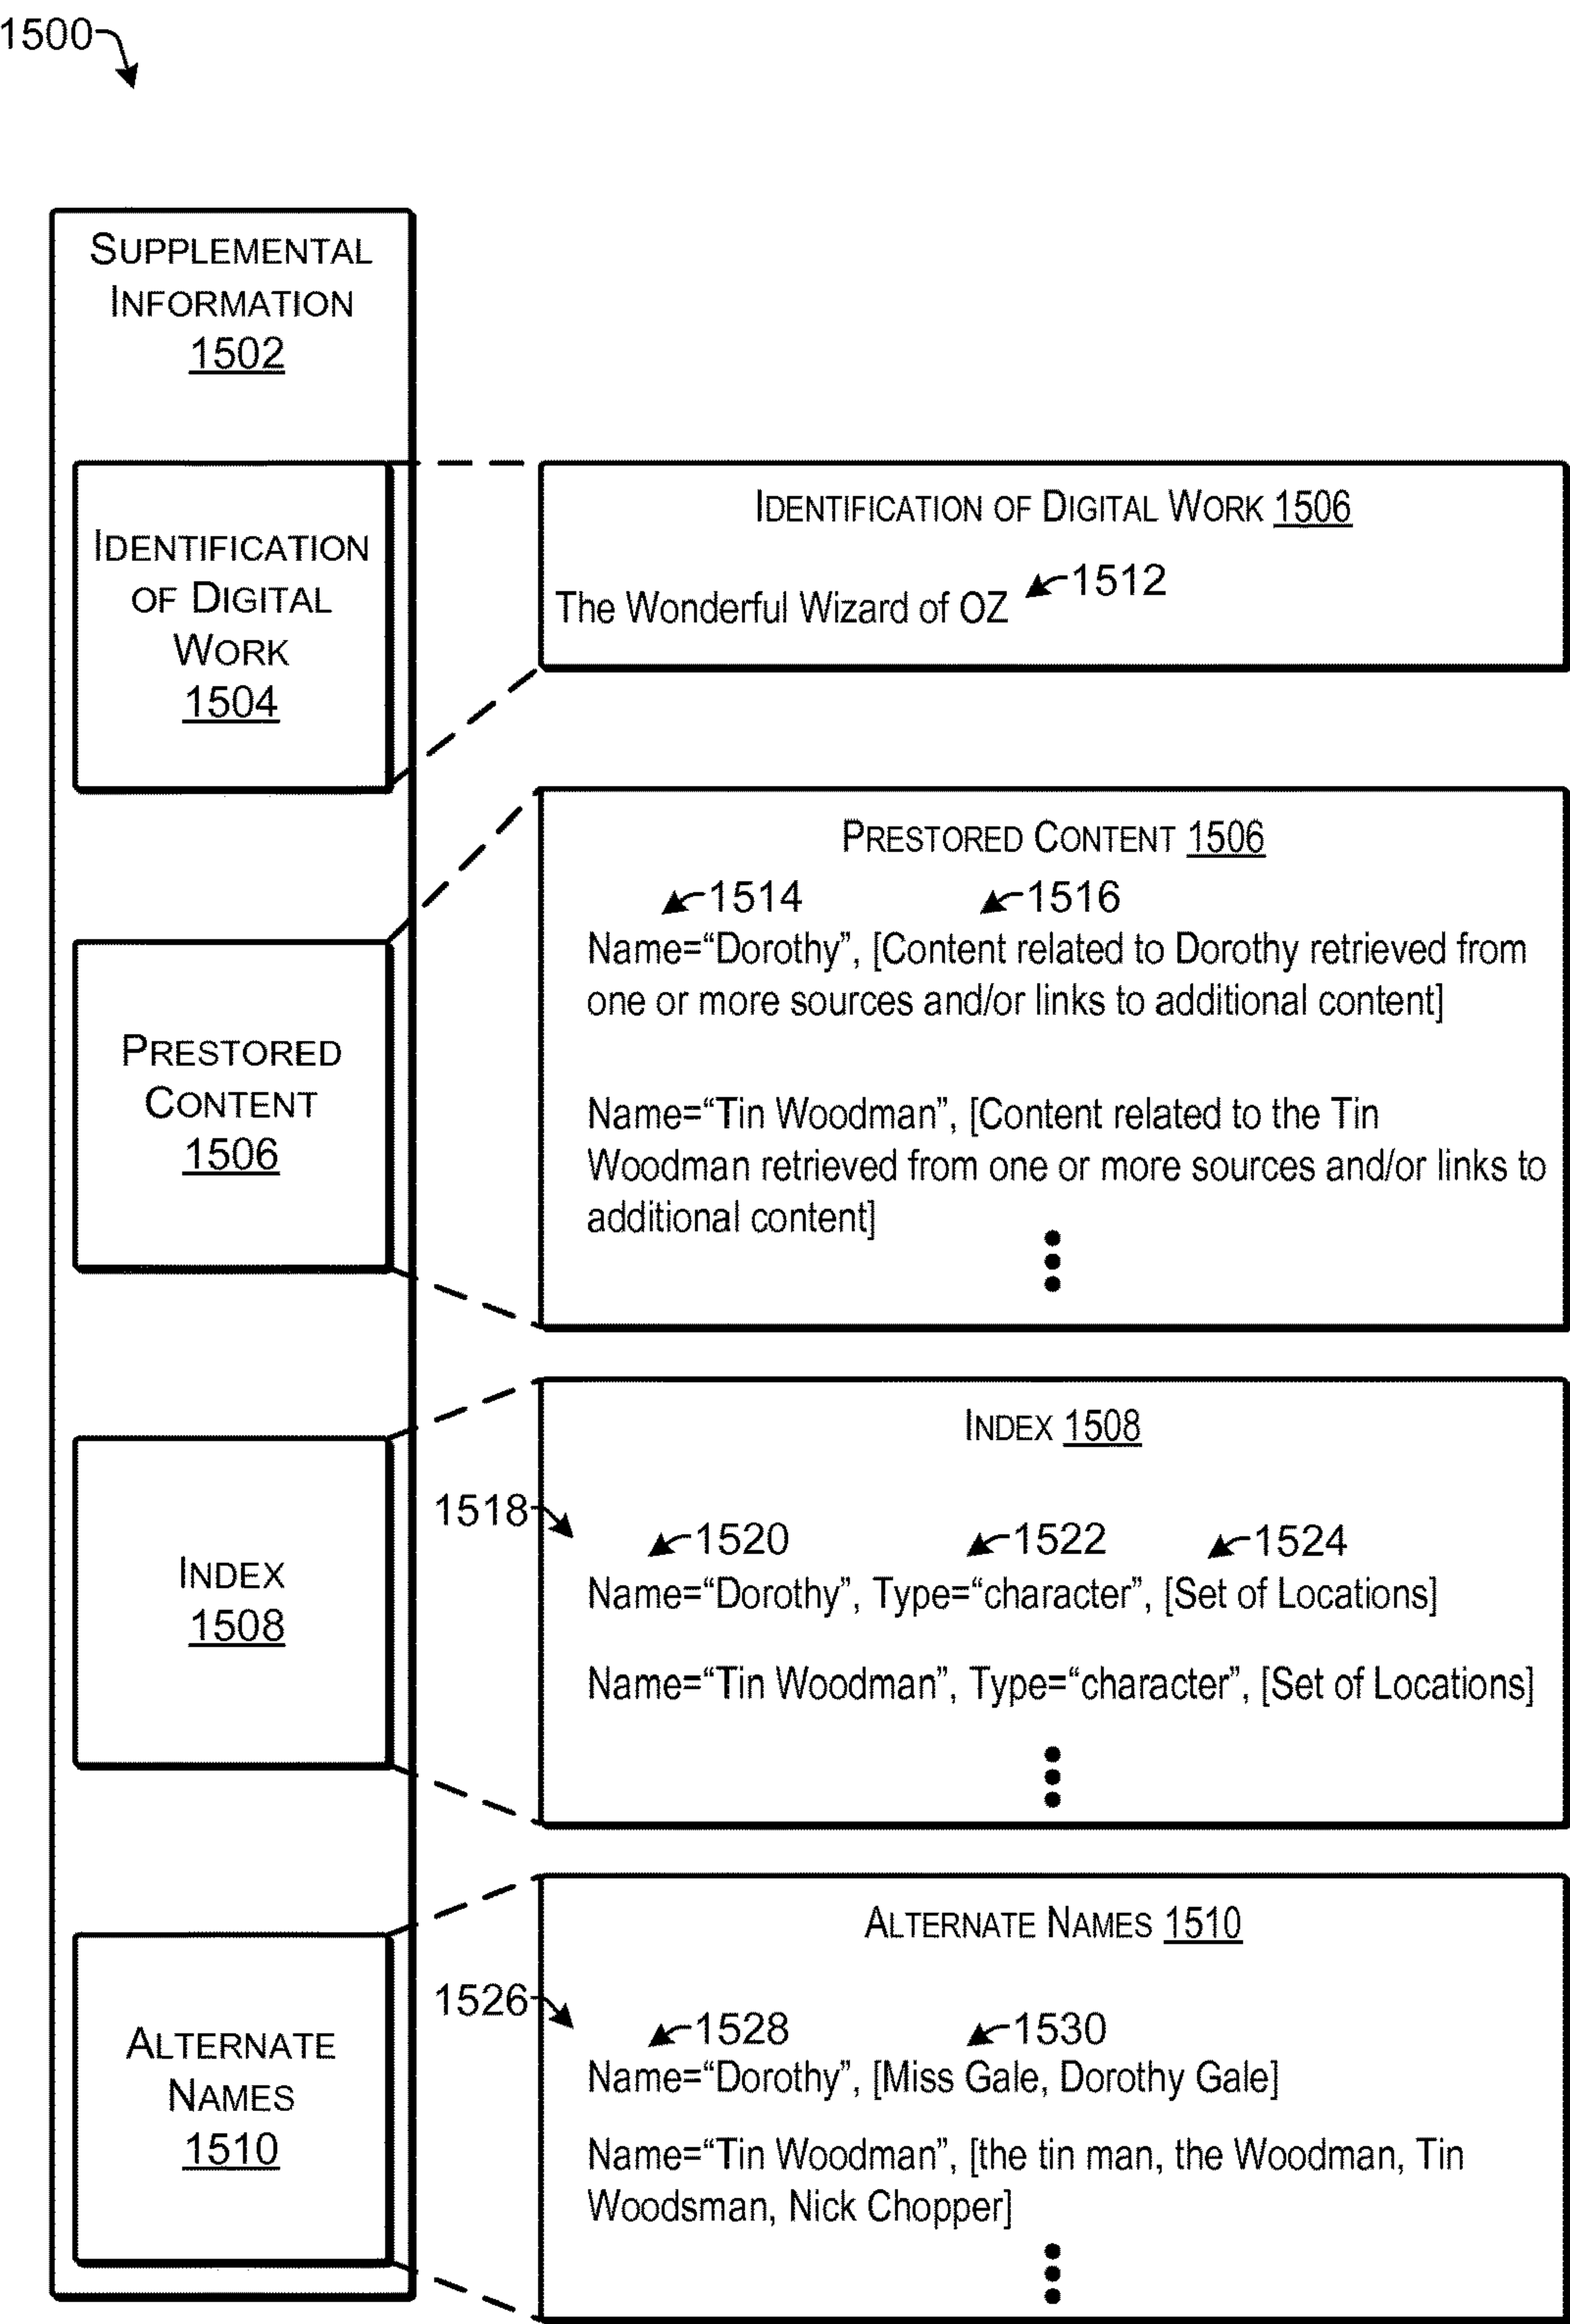 1500
SUPPLEMENTAL
INFORMATION
1502
IDENTIFICATION
OF DIGITAL
WORK
1504
IDENTIFICATION OF DIGITAL WORK 1506
1512
The Wonderful Wizard of OZ
PRESTORED
CONTENT
1506
PRESTORED CONTENT 1506
1514 1516
Name=“Dorothy”, [Content related to Dorothy retrieved from
one or more sources and/or links to additional content]
Name=“Tin Woodman”, [Content related to the Tin
Woodman retrieved from one or more sources and/or links to
additional content]
INDEX
1508
INDEX 1508
1518
1520 1522 1524
Name=“Dorothy”, Type=“character”, [Set of Locations]
Name=“Tin Woodman”, Type=“character”, [Set of Locations]
ALTERNATE
NAMES
1510
ALTERNATE NAMES 1510
1526
1528 1530
Name=“Dorothy”, [Miss Gale, Dorothy Gale]
Name=“Tin Woodman”, [the tin man, the Woodman, Tin
Woodsman, Nick Chopper]